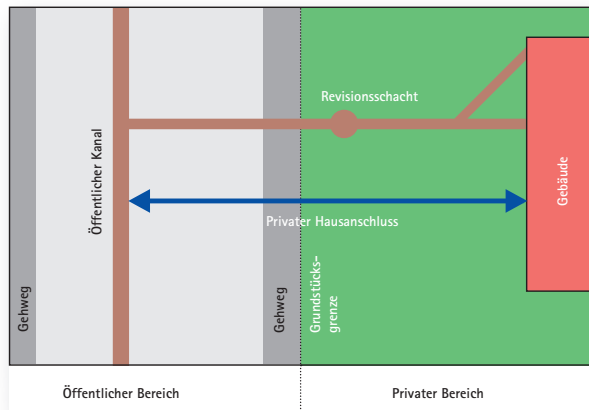 Revisionsschacht
Öffentlicher Kanal
Gebäude
Privater Hausanschluss
Gehweg
Gehweg
Grundstücks-
grenze
Öffentlicher Bereich
Privater Bereich